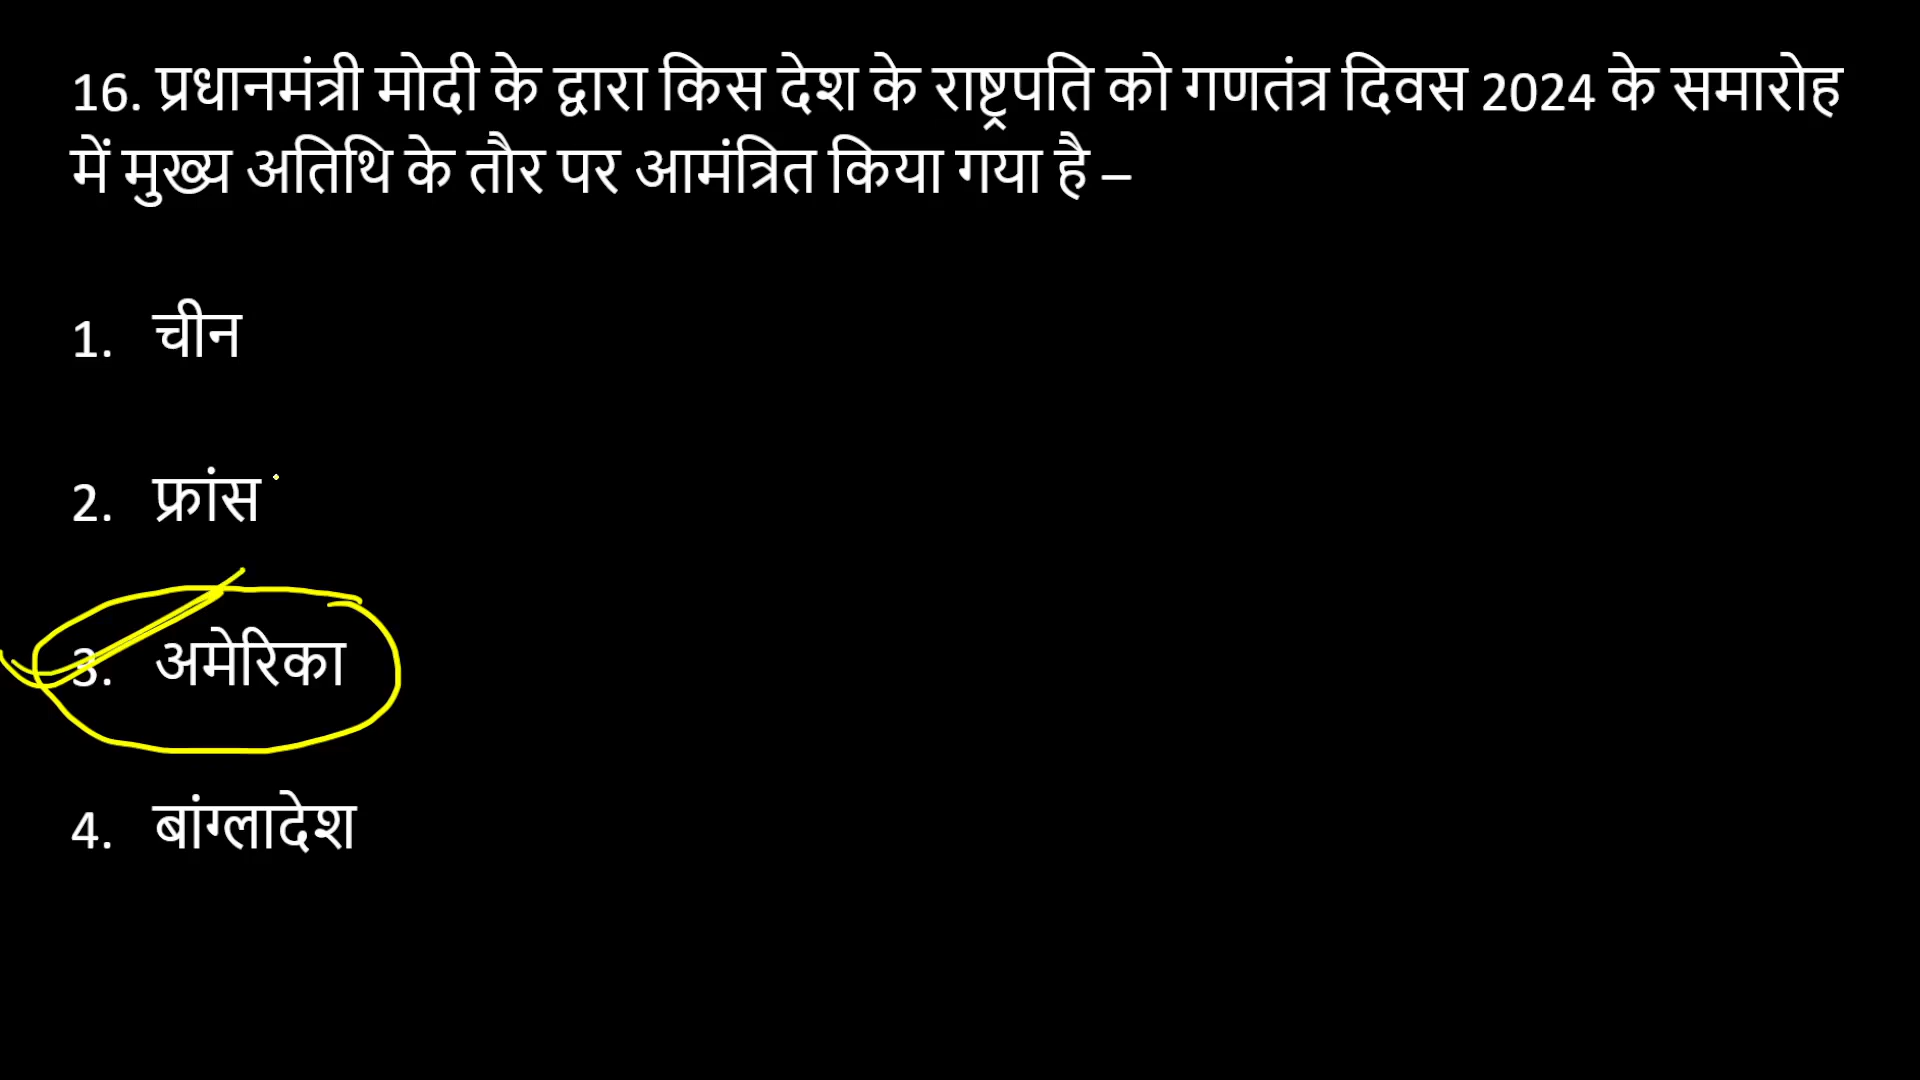 16. प्रधानमंत्री मोदी के द्वारा किस देश के राष्ट्रपति को गणतंत्र दिवस 2024 के समारोह
में मुख्य अतिथि के तौर पर आमंत्रित किया गया है –
1. चीन
2. फ्रांस
3. अमेरिका
4. बांग्लादेश